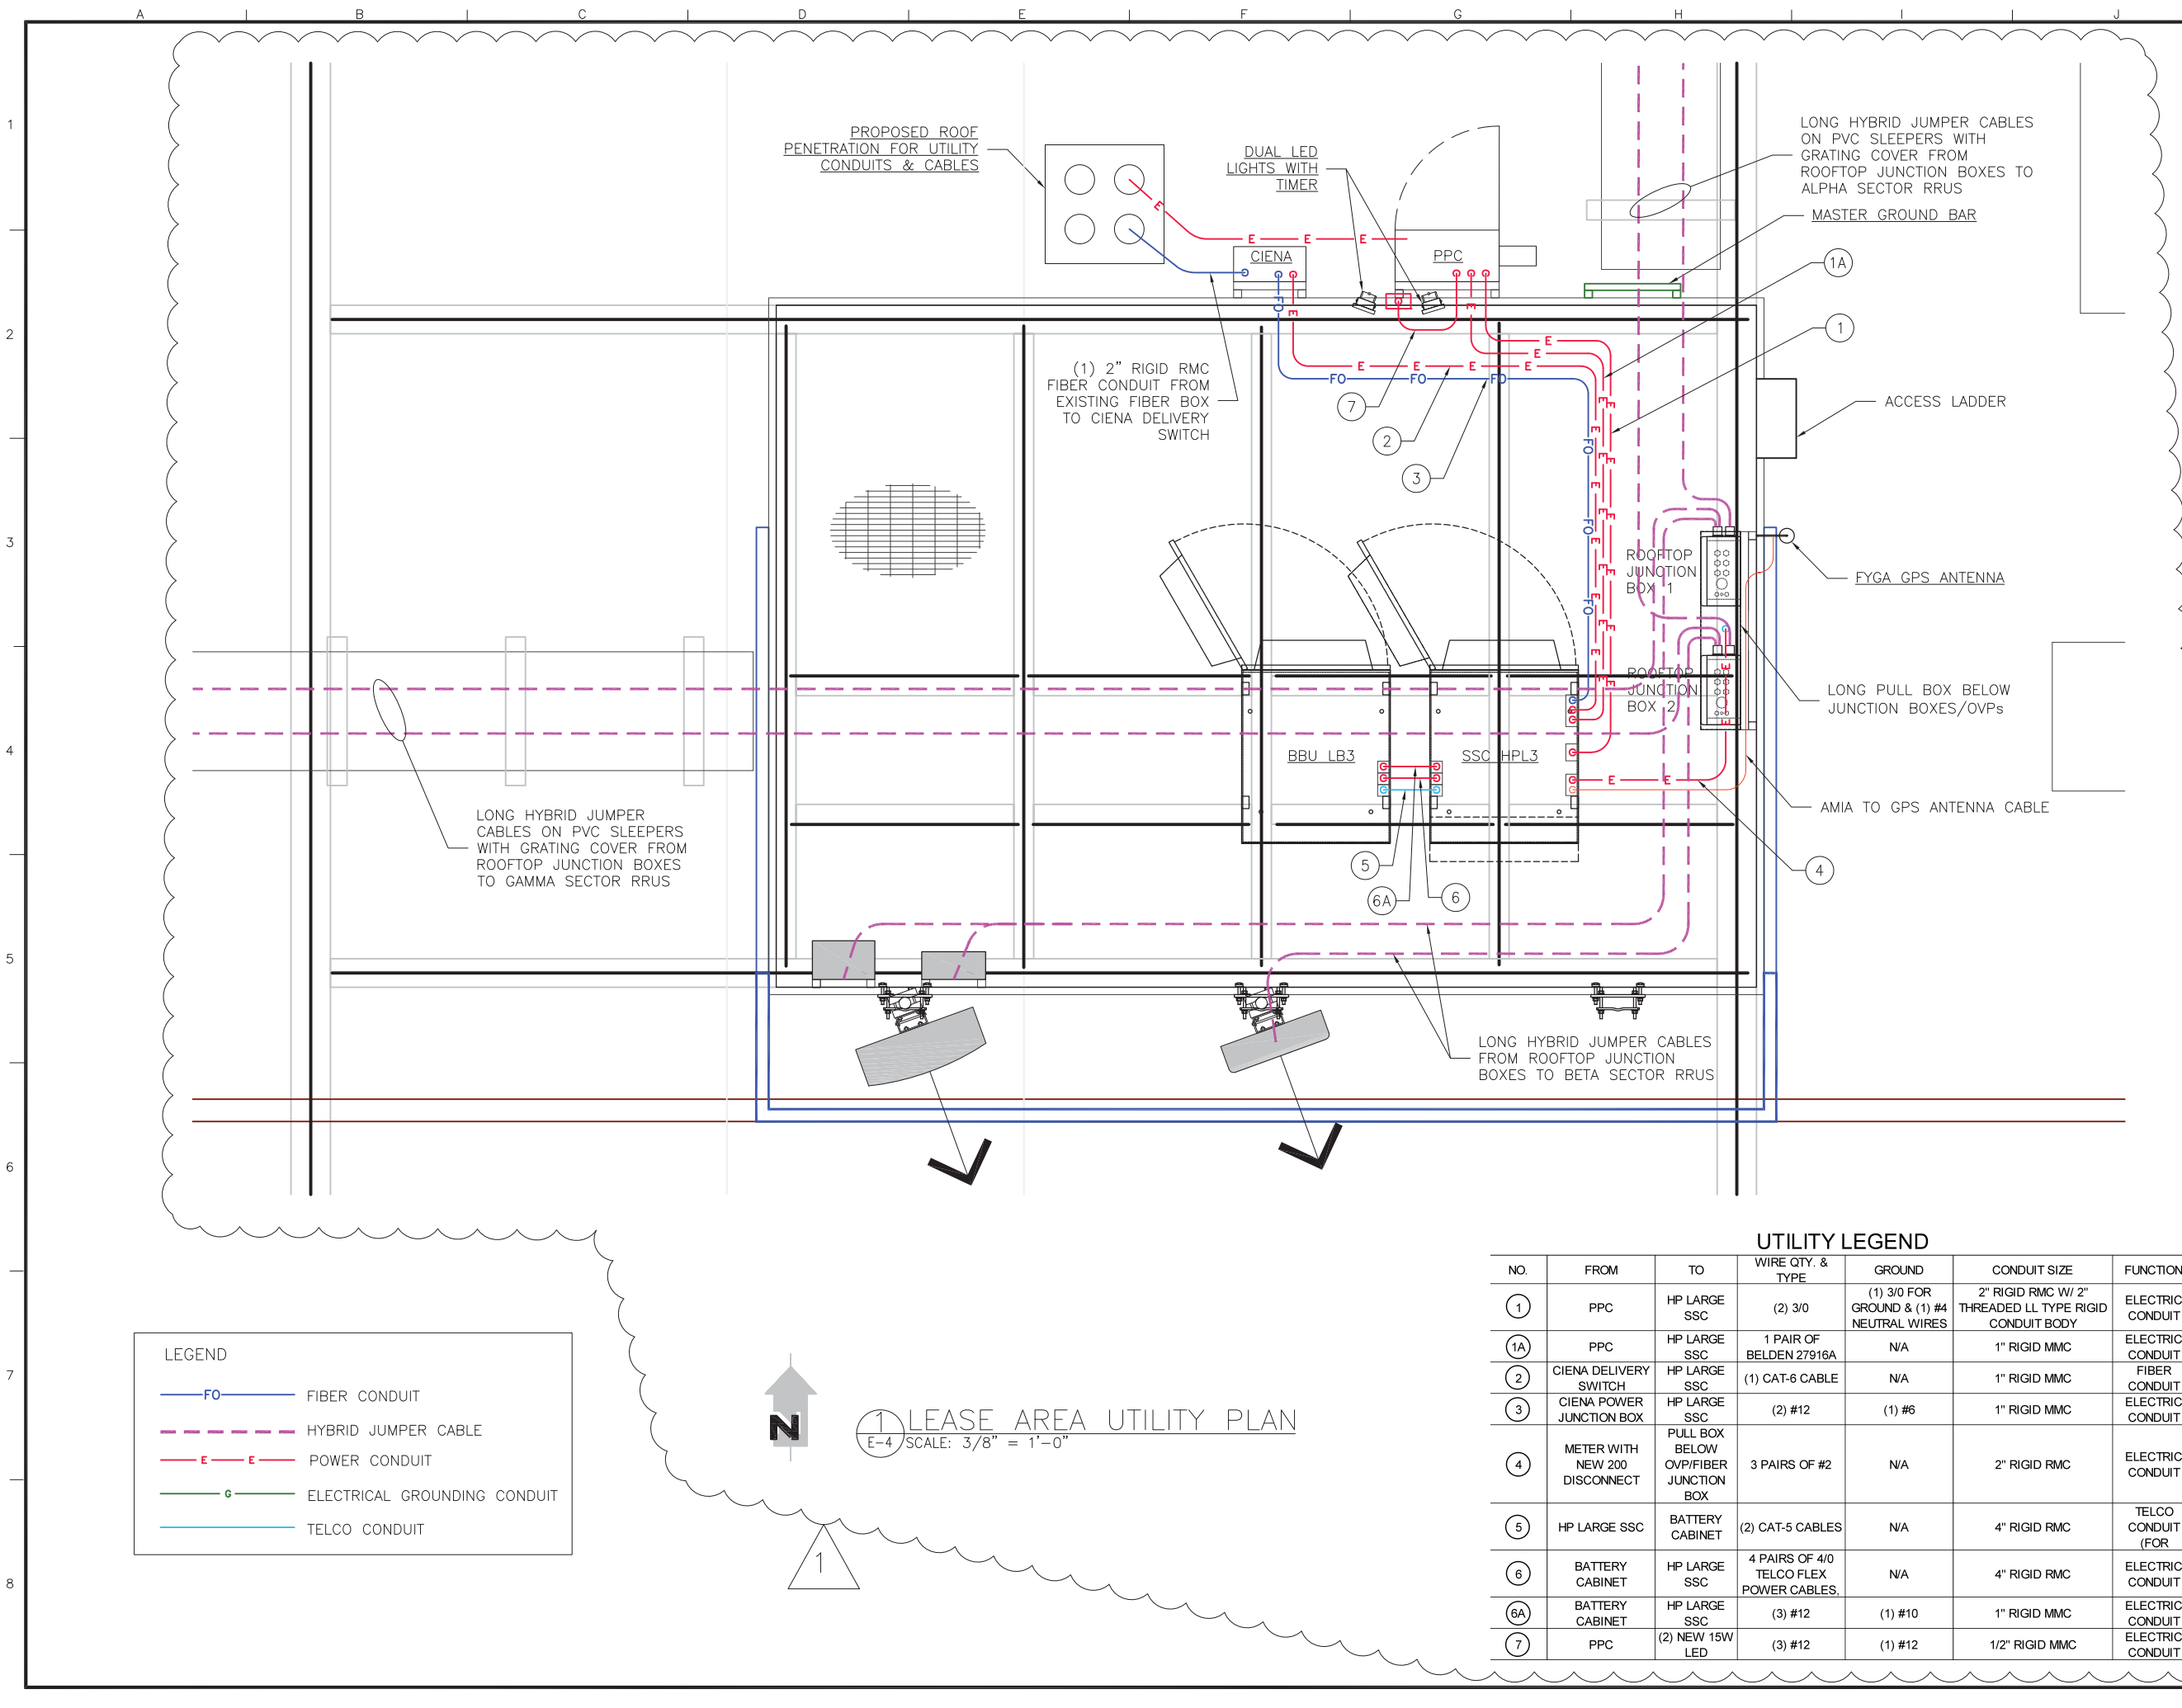 A B C D E F G H J
1
2
3
4
5
6
7
8
PROPOSED ROOF
PENETRATION FOR UTILITY
CONDUITS & CABLES
DUAL LED
LIGHTS WITH
TIMER
LONG HYBRID JUMPER CABLES
ON PVC SLEEPERS WITH
GRATING COVER FROM
ROOFTOP JUNCTION BOXES TO
ALPHA SECTOR RRUS
MASTER GROUND BAR
1A
1
CIENA
PPC
E E E E
(1) 2" RIGID RMC
FIBER CONDUIT FROM
EXISTING FIBER BOX
TO CIENA DELIVERY
SWITCH
7
2
3
E E
E E E E
FO FO FO
ACCESS LADDER
ROOFTOP
JUNCTION
BOX 1
FYGA GPS ANTENNA
ROOFTOP
JUNCTION
BOX 2
LONG PULL BOX BELOW
JUNCTION BOXES/OVPs
BBU LB3
SSC HPL3
E E
AMIA TO GPS ANTENNA CABLE
LONG HYBRID JUMPER
CABLES ON PVC SLEEPERS
WITH GRATING COVER FROM
ROOFTOP JUNCTION BOXES
TO GAMMA SECTOR RRUS
5
6A
6
4
LONG HYBRID JUMPER CABLES
FROM ROOFTOP JUNCTION
BOXES TO BETA SECTOR RRUS
LEGEND
FO FIBER CONDUIT
HYBRID JUMPER CABLE
E E POWER CONDUIT
G ELECTRICAL GROUNDING CONDUIT
TELCO CONDUIT
N
1 LEASE AREA UTILITY PLAN
E-4 SCALE: 3/8" = 1'-0"
1
UTILITY LEGEND
NO. FROM TO WIRE QTY. & TYPE GROUND CONDUIT SIZE FUNCTION
1 PPC HP LARGE SSC (2) 3/0 (1) 3/0 FOR GROUND & (1) #4 NEUTRAL WIRES 2" RIGID RMC W/ 2" THREADED LL TYPE RIGID CONDUIT BODY ELECTRIC CONDUIT
1A PPC HP LARGE SSC 1 PAIR OF BELDEN 27916A N/A 1" RIGID MMC ELECTRIC CONDUIT
2 CIENA DELIVERY SWITCH HP LARGE SSC (1) CAT-6 CABLE N/A 1" RIGID MMC FIBER CONDUIT
3 CIENA POWER JUNCTION BOX HP LARGE SSC (2) #12 (1) #6 1" RIGID MMC ELECTRIC CONDUIT
4 METER WITH NEW 200 DISCONNECT PULL BOX BELOW OVP/FIBER JUNCTION BOX 3 PAIRS OF #2 N/A 2" RIGID RMC ELECTRIC CONDUIT
5 HP LARGE SSC BATTERY CABINET (2) CAT-5 CABLES N/A 4" RIGID RMC TELCO CONDUIT (FOR
6 BATTERY CABINET HP LARGE SSC 4 PAIRS OF 4/0 TELCO FLEX POWER CABLES, N/A 4" RIGID RMC ELECTRIC CONDUIT
6A BATTERY CABINET HP LARGE SSC (3) #12 (1) #10 1" RIGID MMC ELECTRIC CONDUIT
7 PPC (2) NEW 15W LED (3) #12 (1) #12 1/2" RIGID MMC ELECTRIC CONDUIT